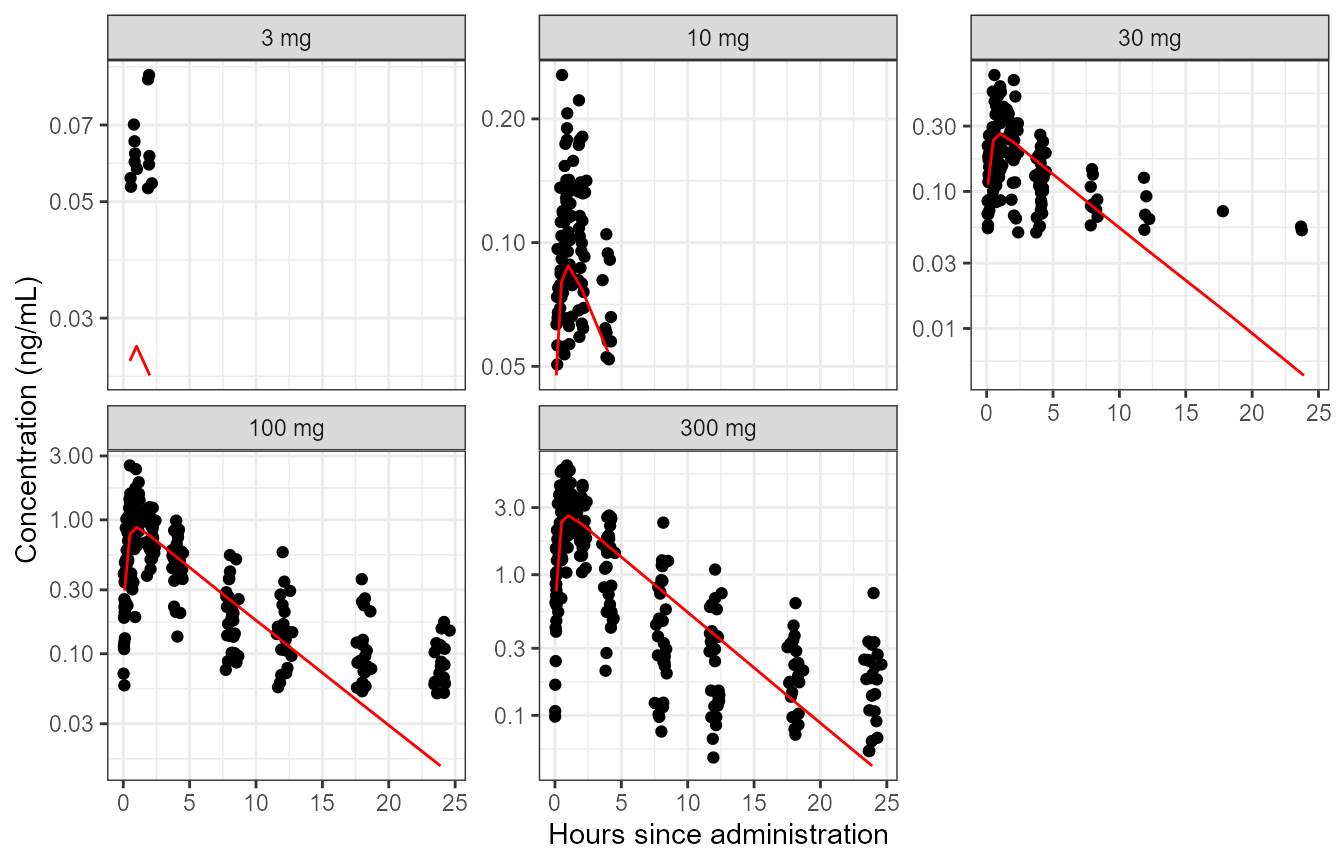 3 mg
10 mg
30 mg
0.07
0.05
0.03
0.20
0.10
0.05
0.30
0.10
0.03
0.01
0 5 10 15 20 25
Concentration (ng/mL)
100 mg
300 mg
3.00
1.00
0.30
0.10
0.03
3.0
1.0
0.3
0.1
0 5 10 15 20 25
0 5 10 15 20 25
Hours since administration